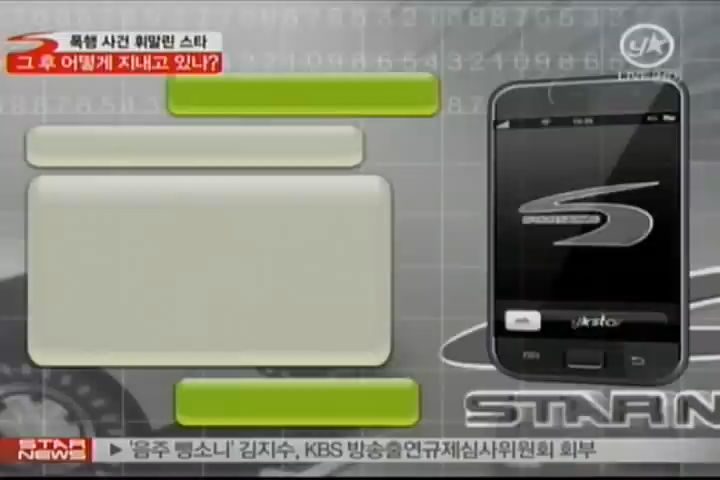 폭행 사건 휘말린 스타
그 후 어떻게 지내고 있나?
y★
ykstar
STAR N
STAR
NEWS
▶ '음주 뺑소니' 김지수, KBS 방송출연규제심사위원회 회부